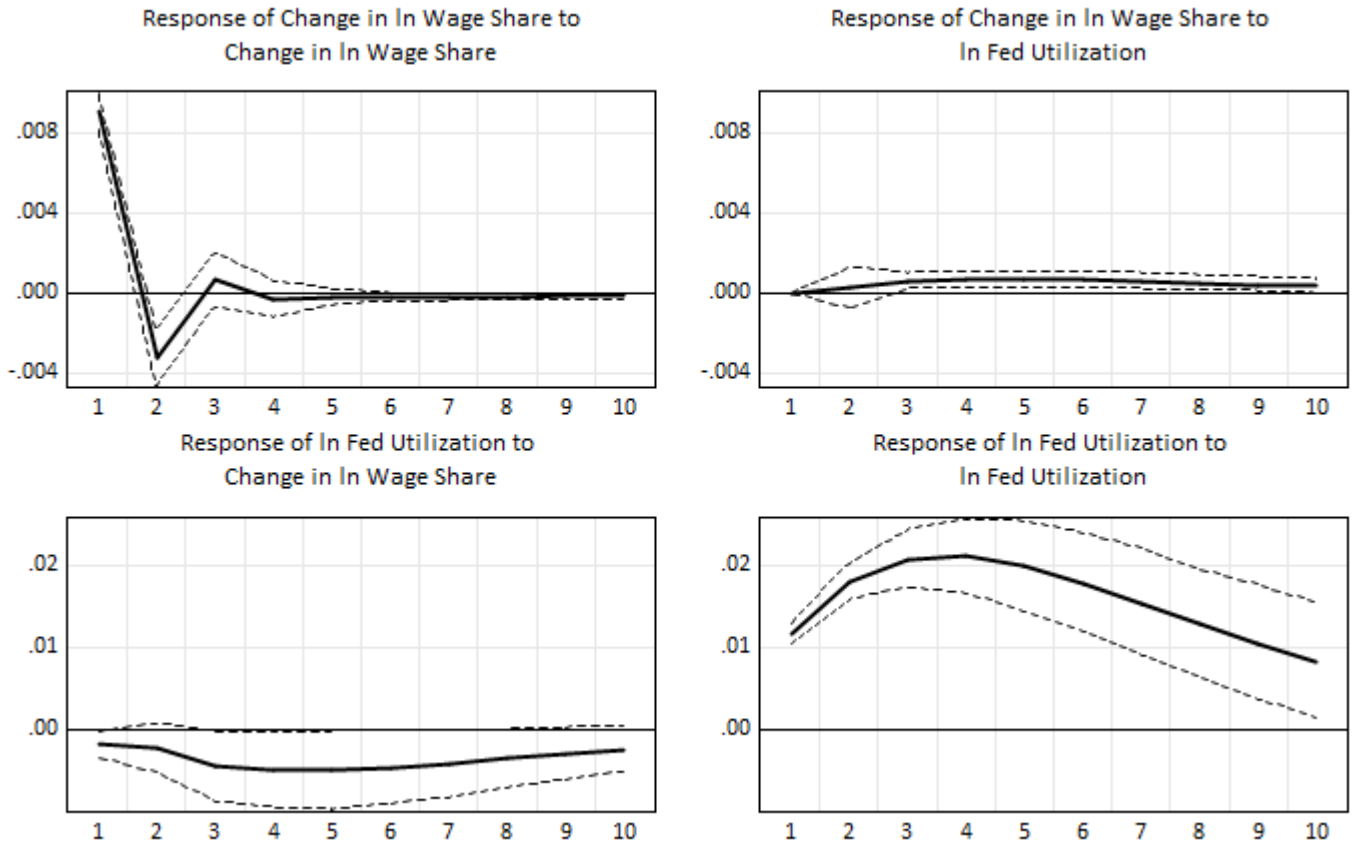 Response of Change in ln Wage Share to
Change in ln Wage Share
.008
.004
.000
-.004
1 2 3 4 5 6 7 8 9 10
Response of Change in ln Wage Share to
ln Fed Utilization
.008
.004
.000
-.004
1 2 3 4 5 6 7 8 9 10
Response of ln Fed Utilization to
Change in ln Wage Share
.02
.01
.00
1 2 3 4 5 6 7 8 9 10
Response of ln Fed Utilization to
ln Fed Utilization
.02
.01
.00
1 2 3 4 5 6 7 8 9 10